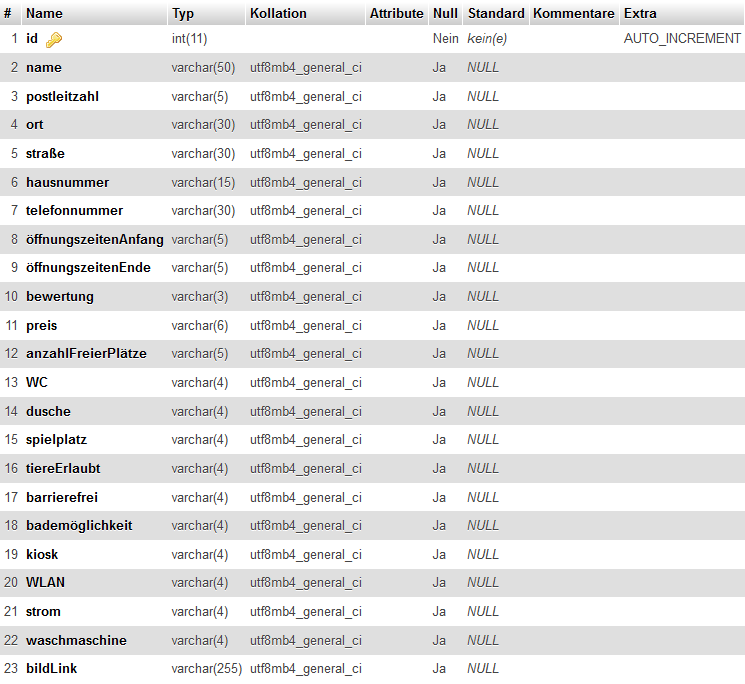 # Name Typ Kollation Attribute Null Standard Kommentare Extra
1 id int(11) Nein kein(e) AUTO_INCREMENT
2 name varchar(50) utf8mb4_general_ci Ja NULL
3 postleitzahl varchar(5) utf8mb4_general_ci Ja NULL
4 ort varchar(30) utf8mb4_general_ci Ja NULL
5 straße varchar(30) utf8mb4_general_ci Ja NULL
6 hausnummer varchar(15) utf8mb4_general_ci Ja NULL
7 telefonnummer varchar(30) utf8mb4_general_ci Ja NULL
8 öffnungszeitenAnfang varchar(5) utf8mb4_general_ci Ja NULL
9 öffnungszeitenEnde varchar(5) utf8mb4_general_ci Ja NULL
10 bewertung varchar(3) utf8mb4_general_ci Ja NULL
11 preis varchar(6) utf8mb4_general_ci Ja NULL
12 anzahlFreierPlätze varchar(5) utf8mb4_general_ci Ja NULL
13 WC varchar(4) utf8mb4_general_ci Ja NULL
14 dusche varchar(4) utf8mb4_general_ci Ja NULL
15 spielplatz varchar(4) utf8mb4_general_ci Ja NULL
16 tiereErlaubt varchar(4) utf8mb4_general_ci Ja NULL
17 barrierefrei varchar(4) utf8mb4_general_ci Ja NULL
18 bademöglichkeit varchar(4) utf8mb4_general_ci Ja NULL
19 kiosk varchar(4) utf8mb4_general_ci Ja NULL
20 WLAN varchar(4) utf8mb4_general_ci Ja NULL
21 strom varchar(4) utf8mb4_general_ci Ja NULL
22 waschmaschine varchar(4) utf8mb4_general_ci Ja NULL
23 bildLink varchar(255) utf8mb4_general_ci Ja NULL